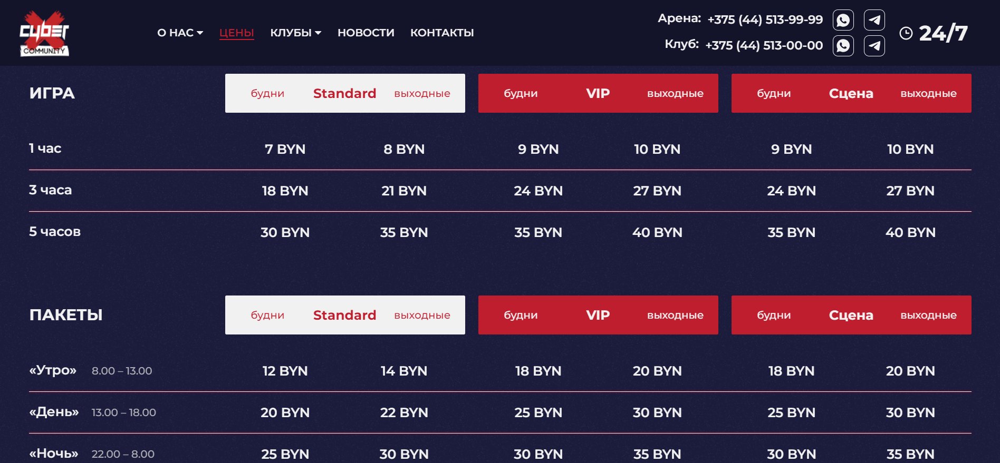 cyber
COMMUNITY
О НАС
ЦЕНЫ
КЛУБЫ
НОВОСТИ
КОНТАКТЫ
Арена: +375 (44) 513-99-99
Клуб: +375 (44) 513-00-00
24/7
ИГРА будни Standard выходные будни VIP выходные будни Сцена выходные
1 час 7 BYN 8 BYN 9 BYN 10 BYN 9 BYN 10 BYN
3 часа 18 BYN 21 BYN 24 BYN 27 BYN 24 BYN 27 BYN
5 часов 30 BYN 35 BYN 35 BYN 40 BYN 35 BYN 40 BYN
ПАКЕТЫ будни Standard выходные будни VIP выходные будни Сцена выходные
«Утро» 8.00 – 13.00 12 BYN 14 BYN 18 BYN 20 BYN 18 BYN 20 BYN
«День» 13.00 – 18.00 20 BYN 22 BYN 25 BYN 30 BYN 25 BYN 30 BYN
«Ночь» 22.00 – 8.00 25 BYN 30 BYN 30 BYN 35 BYN 30 BYN 35 BYN